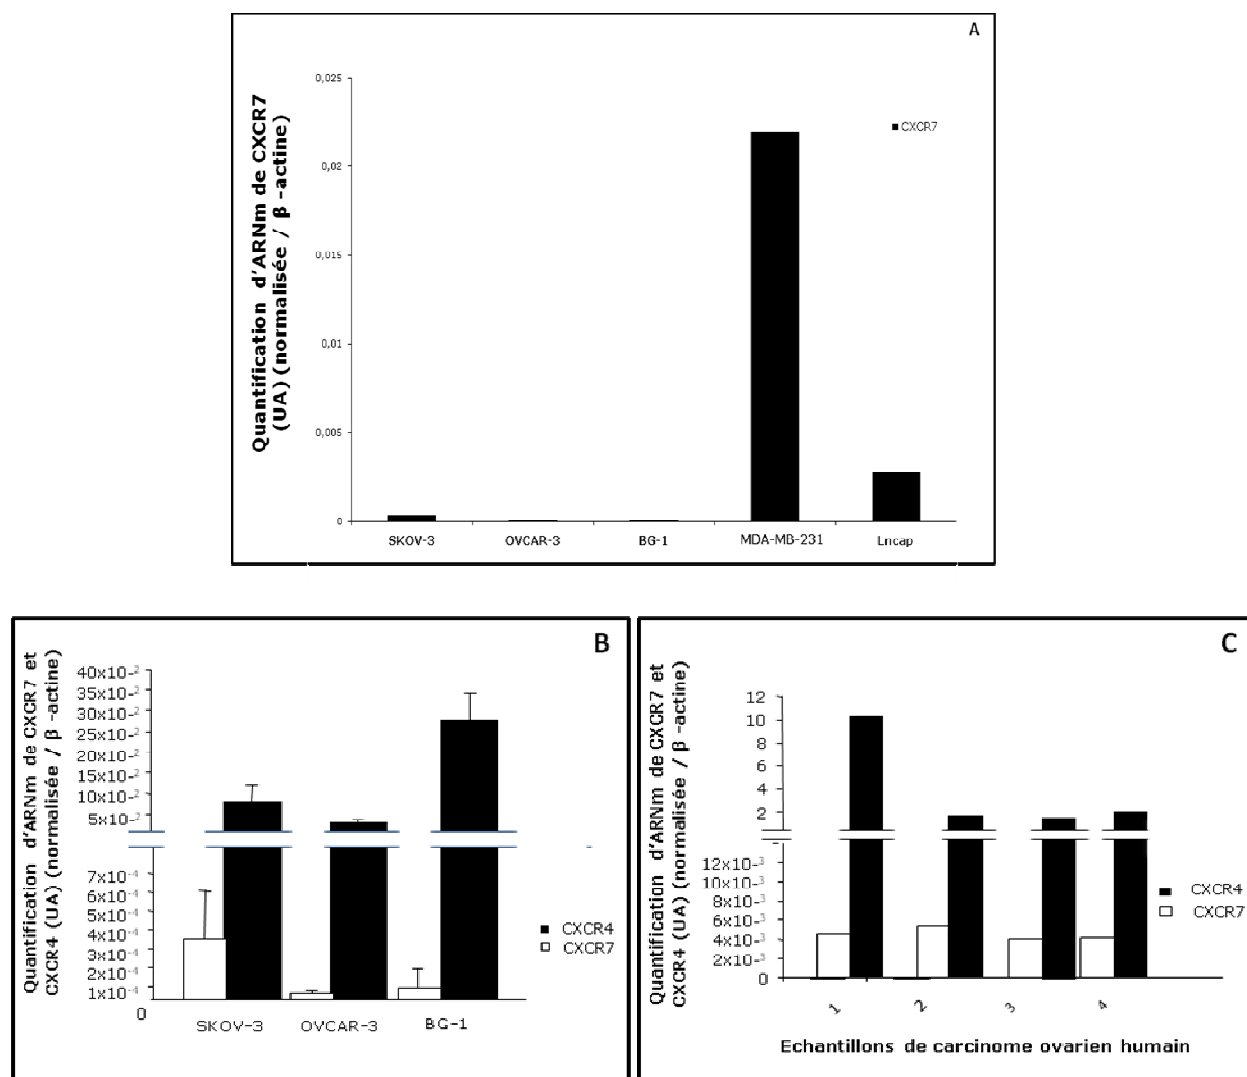 A
Quantification d'ARNm de CXCR7
(UA) (normalisée / β -actine)
0,025
0,02
0,015
0,01
0,005
0
CXCR7
SKOV-3 OVCAR-3 BG-1 MDA-MB-231 Lncap
B
Quantification d'ARNm de CXCR7 et
CXCR4 (UA) (normalisée / β -actine)
40x10-2
35x10-2
30x10-2
25x10-2
20x10-2
15x10-2
10x10-2
5x10-2
7x10-4
6x10-4
5x10-4
4x10-4
3x10-4
2x10-4
1x10-4
0
CXCR4
CXCR7
SKOV-3 OVCAR-3 BG-1
C
Quantification d'ARNm de CXCR7 et
CXCR4 (UA) (normalisée / β -actine)
12
10
8
6
4
2
12x10-3
10x10-3
8x10-3
6x10-3
4x10-3
2x10-3
0
CXCR4
CXCR7
1 2 3 4
Echantillons de carcinome ovarien humain